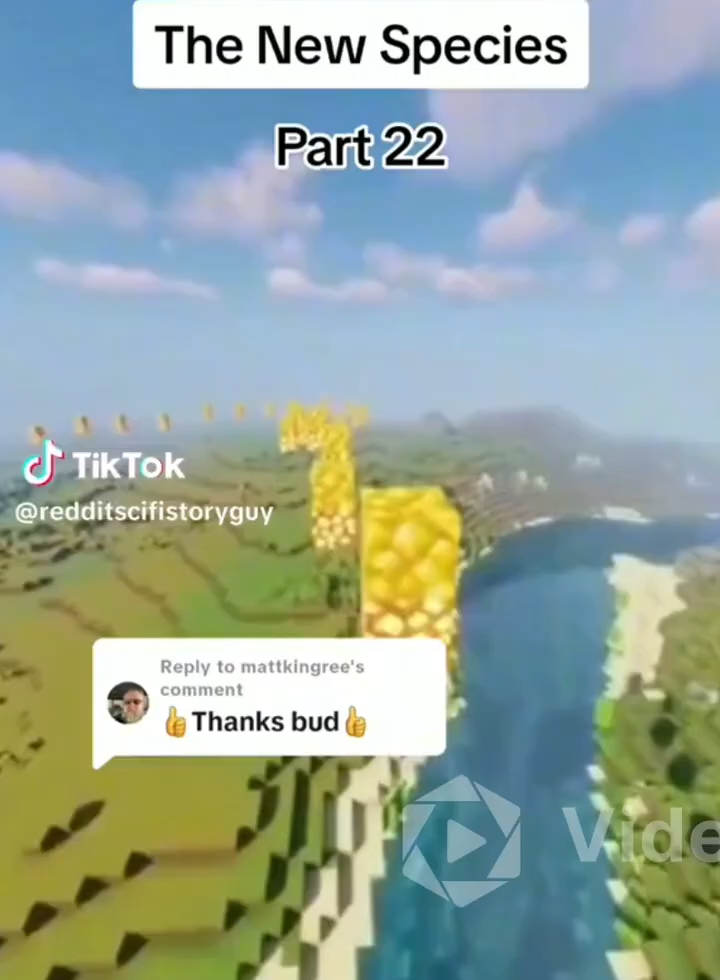 The New Species
Part 22
TikTok
@redditscifistoryguy
Reply to mattkingree's
comment
👍Thanks bud👍
Vide